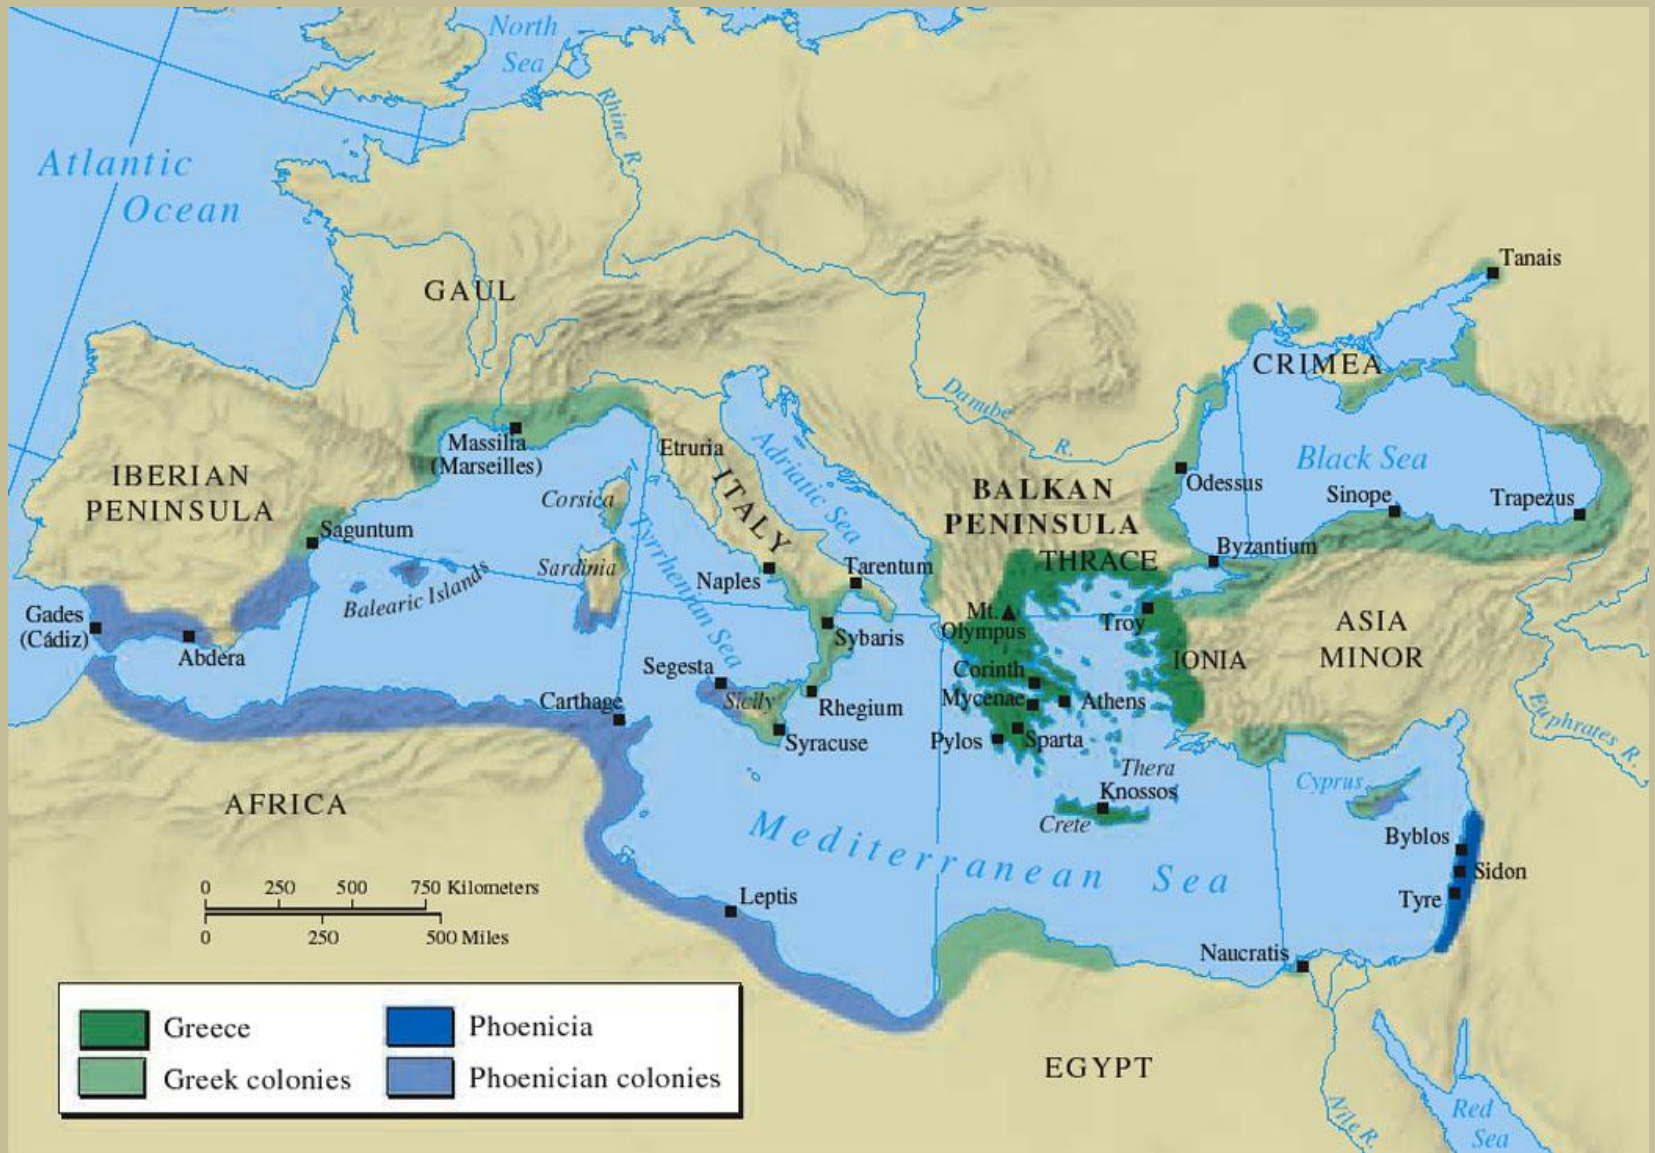 North
Sea
Rhine R.
Atlantic
Ocean
Tanais
GAUL
CRIMEA
Danube
R.
Massilia
(Marseilles)
Etruria
Adriatic Sea
Black Sea
IBERIAN
PENINSULA
Corsica
ITALY
BALKAN
PENINSULA
Odessus
Sinope
Trapezus
Saguntum
Tyrrhenian Sea
Byzantium
THRACE
Sardinia
Balearic Islands
Naples
Tarentum
Gades
(Cádiz)
Mt.
Olympus
Troy
ASIA
MINOR
Abdera
Sybaris
IONIA
Segesta
Corinth
Sicily
Mycenae
Athens
Carthage
Rhegium
Euphrates R.
Syracuse
Pylos
Sparta
Thera
Knossos
Cyprus
AFRICA
Crete
Mediterranean Sea
Byblos
Sidon
Tyre
0 250 500 750 Kilometers
0 250 500 Miles
Leptis
Naucratis
Greece
Phoenicia
Greek colonies
Phoenician colonies
EGYPT
Nile R.
Red
Sea